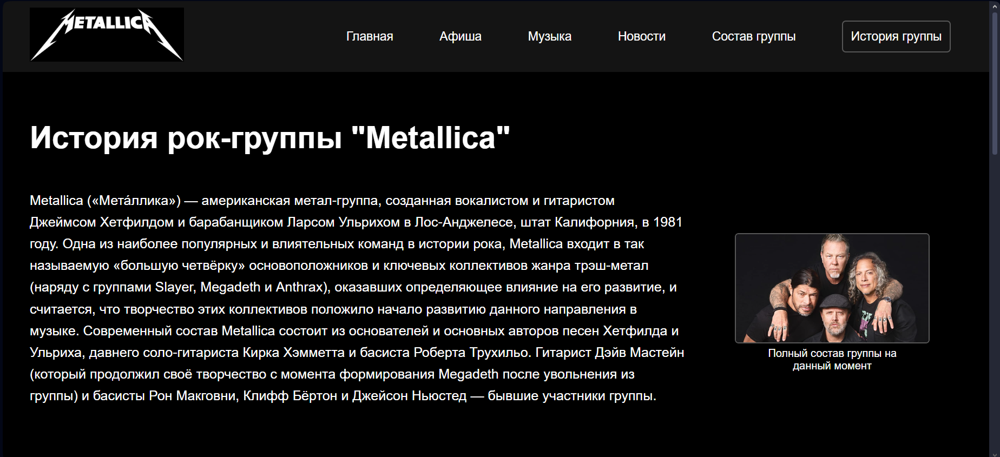 METALLICA
Главная
Афиша
Музыка
Новости
Состав группы
История группы
История рок-группы "Metallica"
Metallica («Мета́ллика») — американская метал-группа, созданная вокалистом и гитаристом
Джеймсом Хетфилдом и барабанщиком Ларсом Ульрихом в Лос-Анджелесе, штат Калифорния, в 1981
году. Одна из наиболее популярных и влиятельных команд в истории рока, Metallica входит в так
называемую «большую четвёрку» основоположников и ключевых коллективов жанра трэш-метал
(наряду с группами Slayer, Megadeth и Anthrax), оказавших определяющее влияние на его развитие, и
считается, что творчество этих коллективов положило начало развитию данного направления в
музыке. Современный состав Metallica состоит из основателей и основных авторов песен Хетфилда и
Ульриха, давнего соло-гитариста Кирка Хэмметта и басиста Роберта Трухильо. Гитарист Дэйв Мастейн
(который продолжил своё творчество с момента формирования Megadeth после увольнения из
группы) и басисты Рон Макговни, Клифф Бёртон и Джейсон Ньюстед — бывшие участники группы.
Полный состав группы на
данный момент